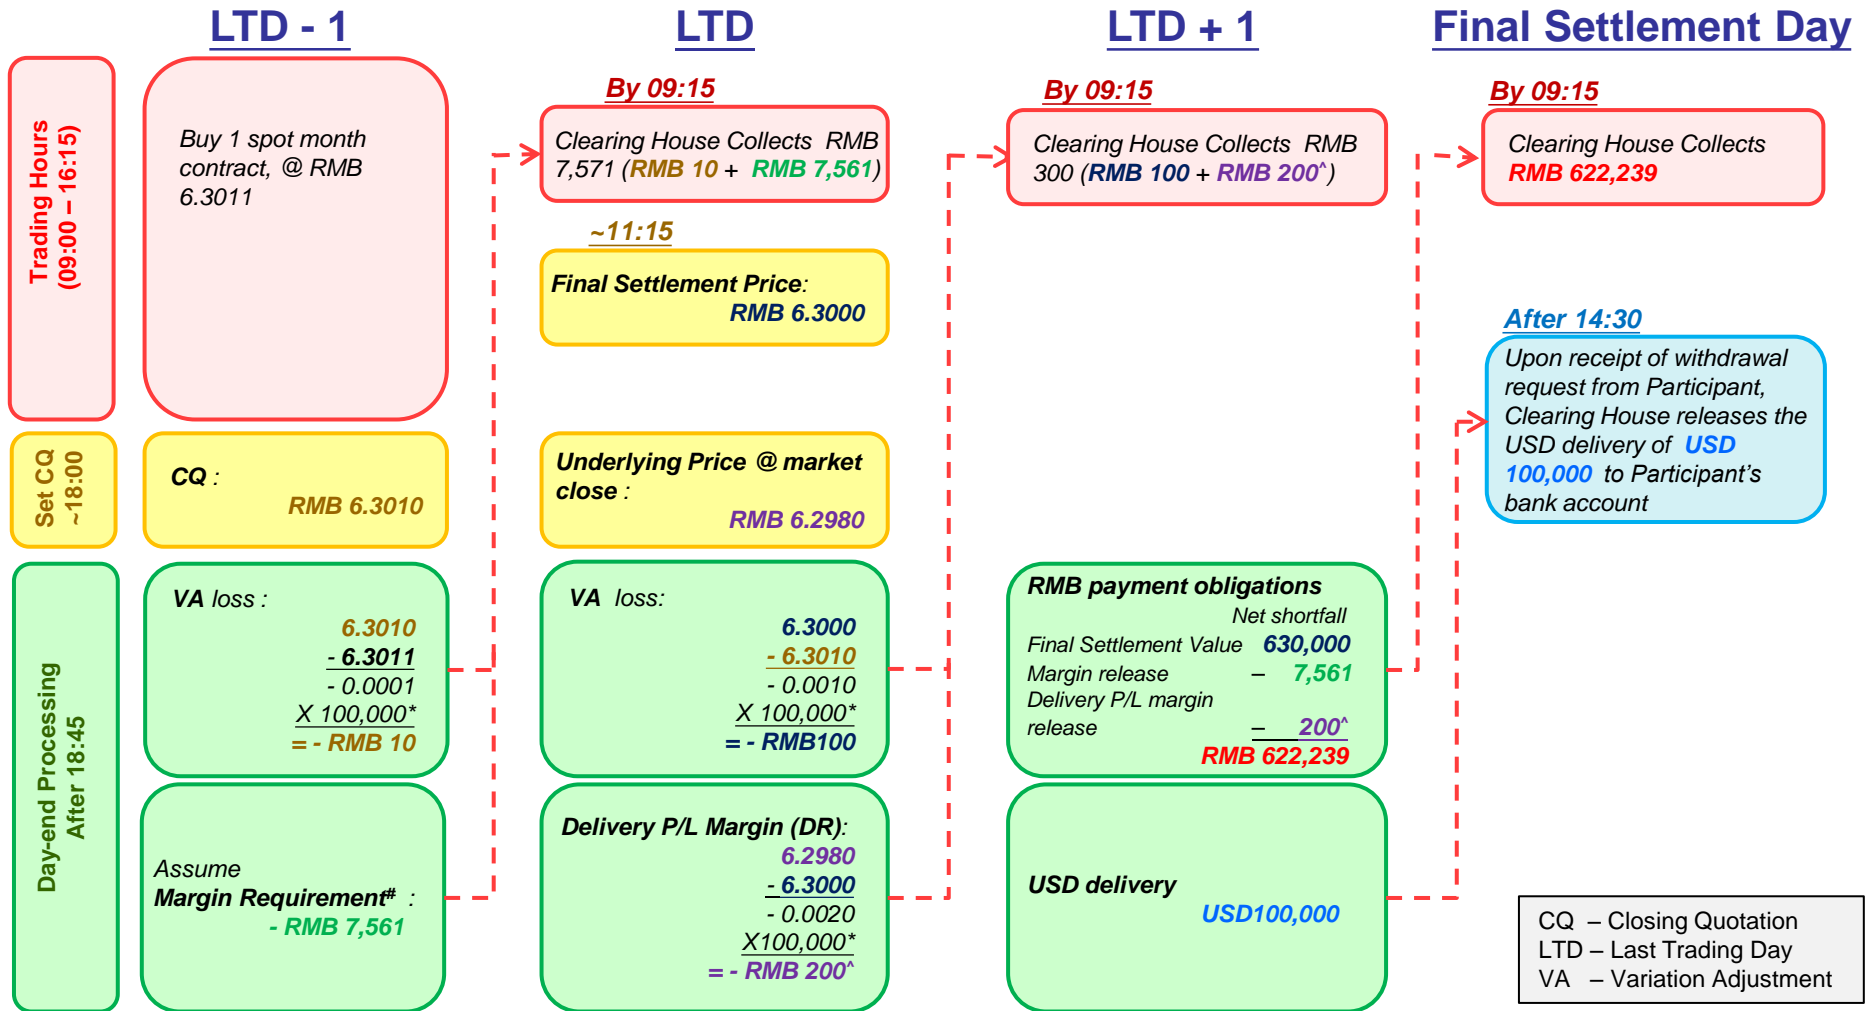 LTD - 1
LTD
LTD + 1
Final Settlement Day
Trading Hours
(09:00 – 16:15)
Buy 1 spot month
contract, @ RMB
6.3011
By 09:15
Clearing House Collects RMB
7,571 (RMB 10 + RMB 7,561)
~11:15
Final Settlement Price:
RMB 6.3000
By 09:15
Clearing House Collects RMB
300 (RMB 100 + RMB 200^)
By 09:15
Clearing House Collects
RMB 622,239
After 14:30
Upon receipt of withdrawal
request from Participant,
Clearing House releases the
USD delivery of USD
100,000 to Participant's
bank account
Set CQ
~18:00
CQ :
RMB 6.3010
Underlying Price @ market
close :
RMB 6.2980
Day-end Processing
After 18:45
VA loss :
6.3010
- 6.3011
- 0.0001
X 100,000*
= - RMB 10
VA loss:
6.3000
- 6.3010
- 0.0010
X 100,000*
= - RMB100
RMB payment obligations
Net shortfall
Final Settlement Value 630,000
Margin release – 7,561
Delivery P/L margin
release – 200^
RMB 622,239
Assume
Margin Requirement# :
- RMB 7,561
Delivery P/L Margin (DR):
6.2980
- 6.3000
- 0.0020
X100,000*
= - RMB 200^
USD delivery
USD100,000
CQ – Closing Quotation
LTD – Last Trading Day
VA – Variation Adjustment